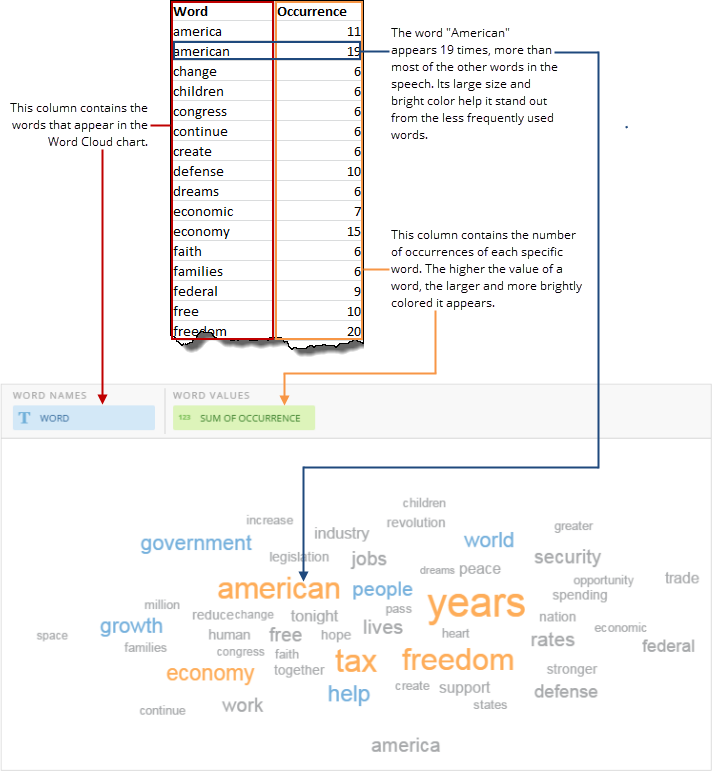 Word Occurrence
america 11
american 19
change 6
children 6
congress 6
continue 6
create 6
defense 10
dreams 6
economic 7
economy 15
faith 6
families 6
federal 9
free 10
freedom 20
The word "American"
appears 19 times, more than
most of the other words in the
speech. Its large size and
bright color help it stand out
from the less frequently used
words.
This column contains the
words that appear in the
Word Cloud chart.
This column contains the number
of occurrences of each specific
word. The higher the value of a
word, the larger and more brightly
colored it appears.
WORD NAMES WORD VALUES
T WORD 123 SUM OF OCCURRENCE
children
increase revolution greater
government industry world
legislation jobs security
dreams peace trade
american people opportunity
years spending
million pass
reduce change tonight nation
growth lives economic
space human free hope heart rates
families congress faith federal
tax freedom
economy together stronger
help create support defense
continue work states
america